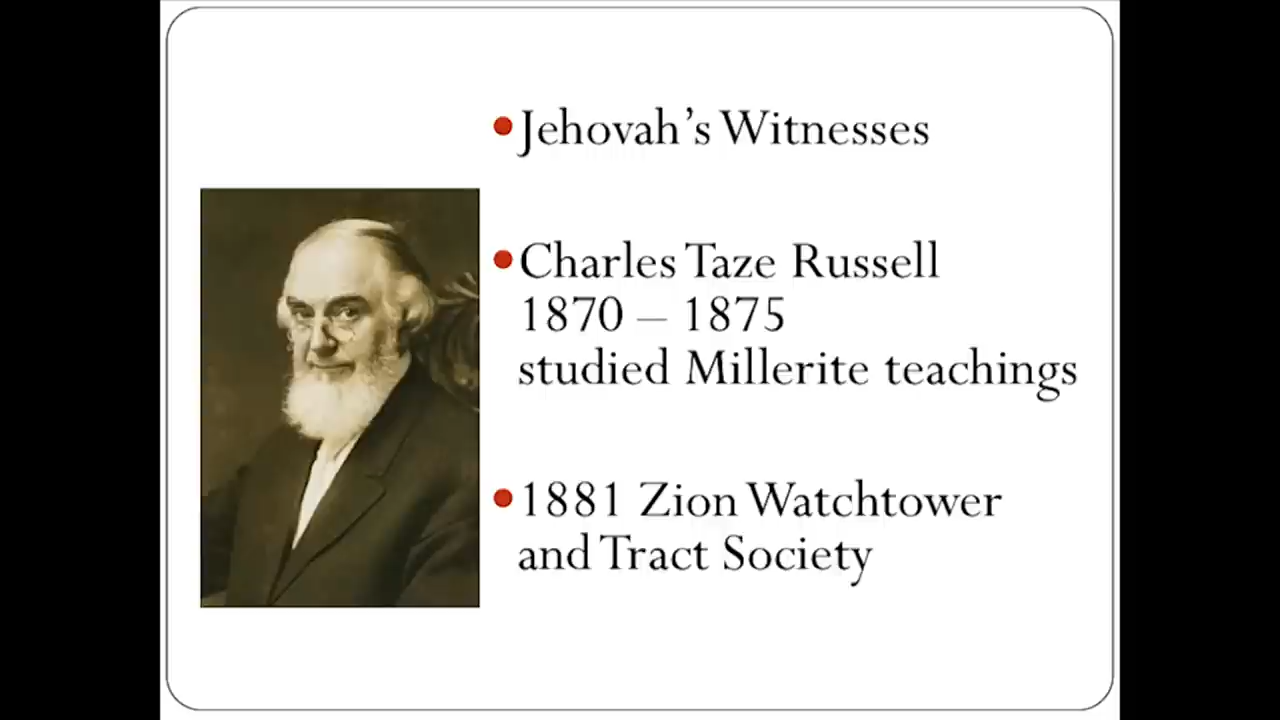 Jehovah’s Witnesses
Charles Taze Russell
1870 – 1875
studied Millerite teachings
1881 Zion Watchtower
and Tract Society